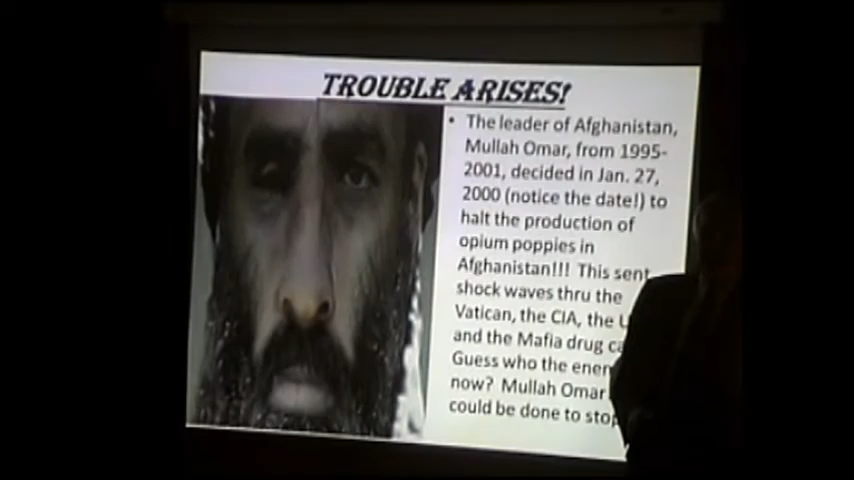 TROUBLE ARISES!
• The leader of Afghanistan,
Mullah Omar, from 1995-
2001, decided in Jan. 27,
2000 (notice the date!) to
halt the production of
opium poppies in
Afghanistan!!! This sent
shock waves thru the
Vatican, the CIA, the
and the Mafia drug
Guess who the
now? Mullah Omar
could be done to